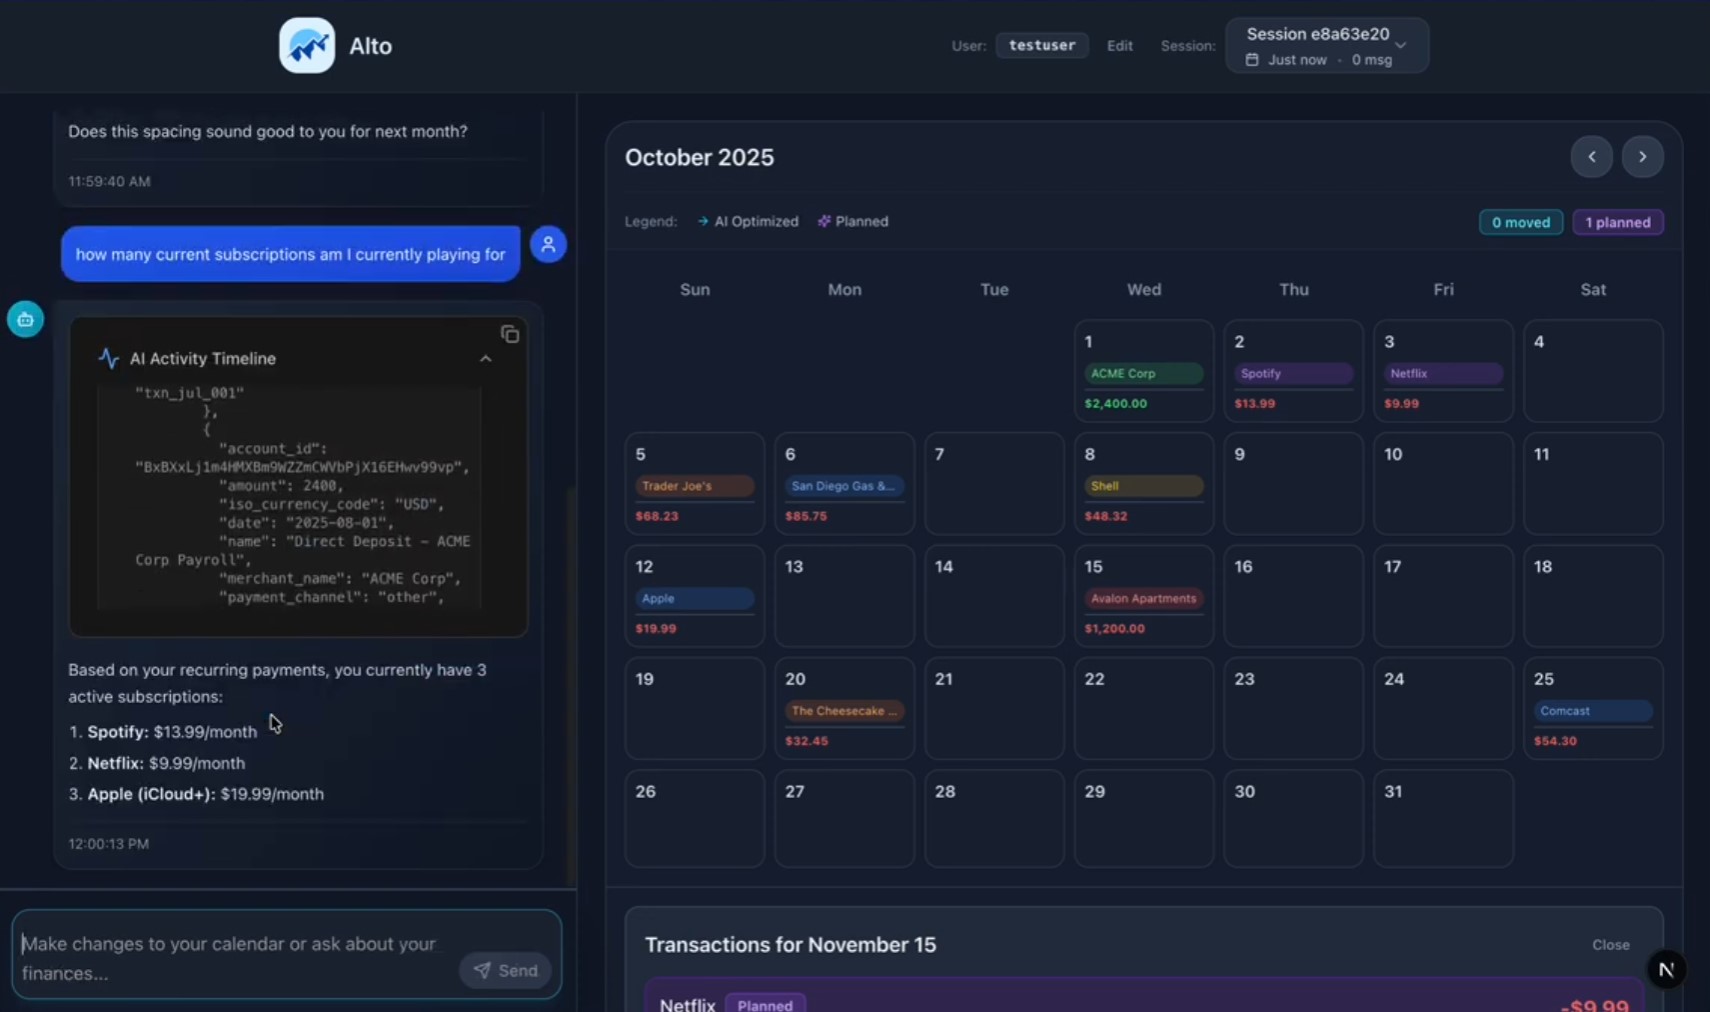 Alto
User: testuser Edit Session: Session e8a63e20
Just now • 0 msg
Does this spacing sound good to you for next month?
11:59:40 AM
how many current subscriptions am I currently playing for
AI Activity Timeline
"txn_jul_001"
},
{
"account_id":
"BxBXxLj1m4HMXBm9WZZmCWVbPjX16EHwv99vp",
"amount": 2400,
"iso_currency_code": "USD",
"date": "2025-08-01",
"name": "Direct Deposit – ACME
Corp Payroll",
"merchant_name": "ACME Corp",
"payment_channel": "other",
Based on your recurring payments, you currently have 3
active subscriptions:
1. Spotify: $13.99/month
2. Netflix: $9.99/month
3. Apple (iCloud+): $19.99/month
12:00:13 PM
Make changes to your calendar or ask about your
finances...
Send
October 2025
Legend: AI Optimized Planned
0 moved 1 planned
Sun Mon Tue Wed Thu Fri Sat
1 2 3 4
ACME Corp Spotify Netflix
$2,400.00 $13.99 $9.99
5 6 7 8 9 10 11
Trader Joe's San Diego Gas &... Shell
$68.23 $85.75 $48.32
12 13 14 15 16 17 18
Apple Avalon Apartments
$19.99 $1,200.00
19 20 21 22 23 24 25
The Cheesecake ... Comcast
$32.45 $54.30
26 27 28 29 30 31
Transactions for November 15
Close
N
Netflix Planned -$9.99